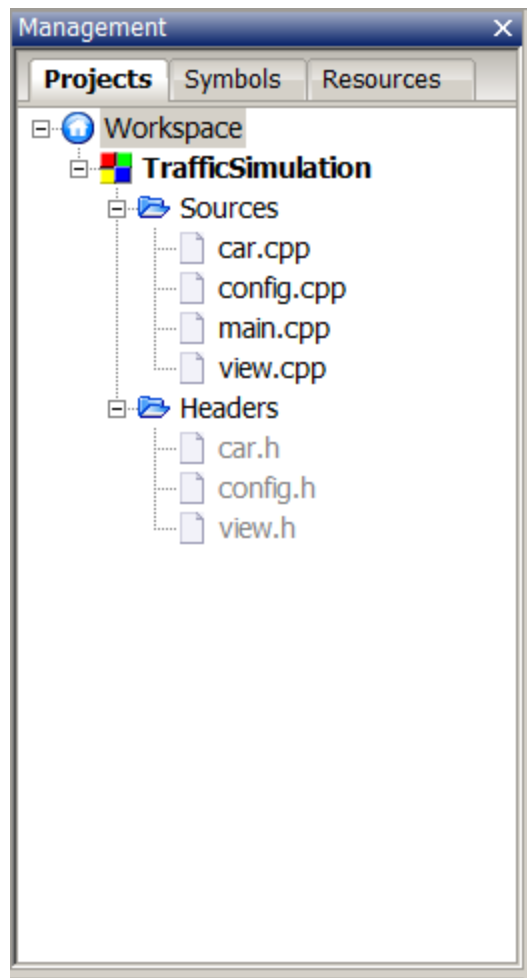 Management
Projects Symbols Resources
Workspace
TrafficSimulation
Sources
car.cpp
config.cpp
main.cpp
view.cpp
Headers
car.h
config.h
view.h